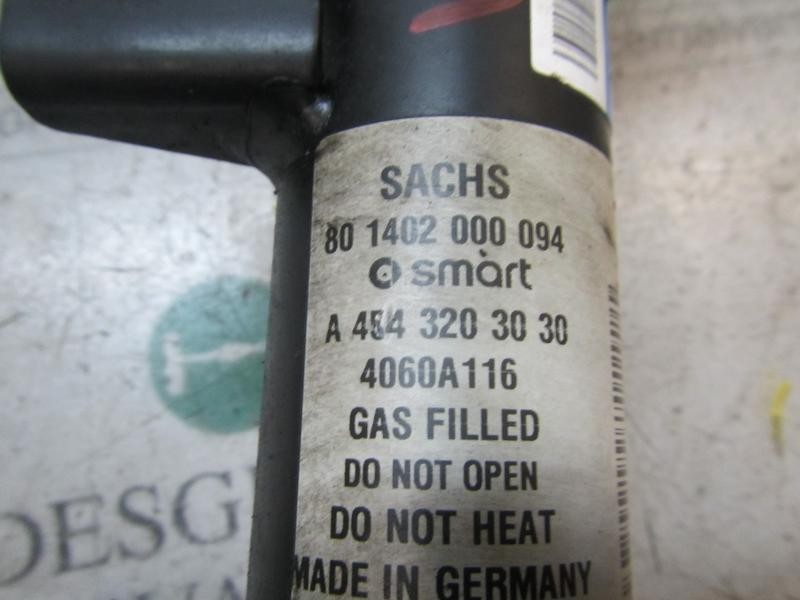 SACHS
80 1402 000 094
smart
A 454 320 30 30
4060A116
GAS FILLED
DO NOT OPEN
DO NOT HEAT
MADE IN GERMANY